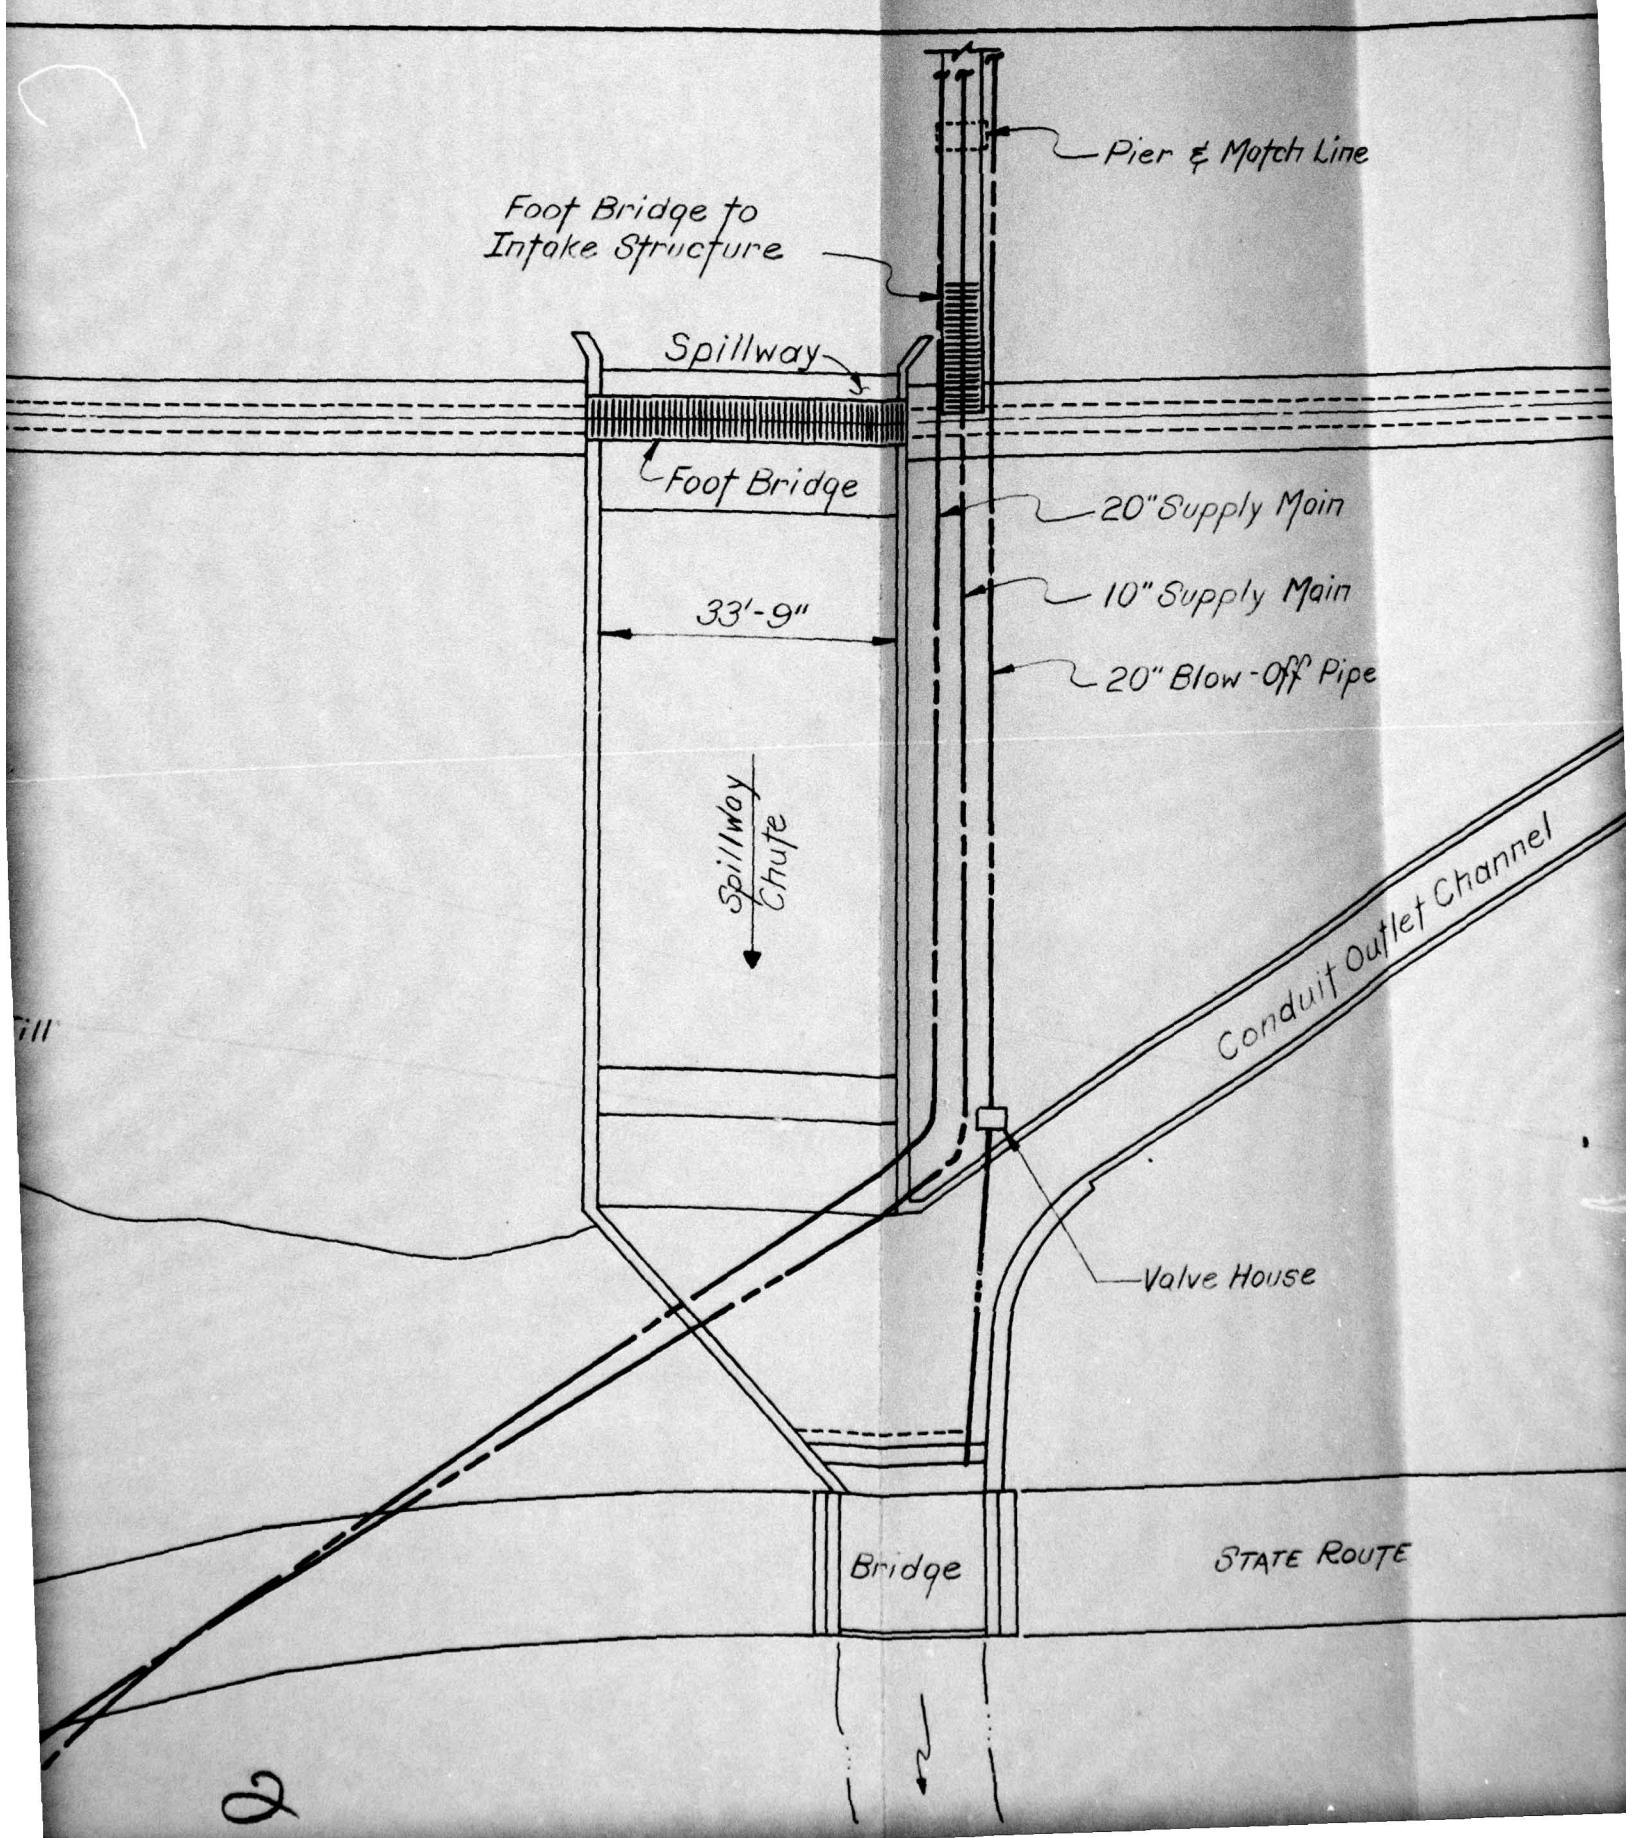 Pier & Match Line
Foot Bridge to
Intake Structure
Spillway
Foot Bridge
20" Supply Main
10" Supply Main
33'-9"
20" Blow-Off Pipe
Spillway
Chute
Conduit Outlet Channel
ill
Valve House
Bridge
STATE ROUTE
2